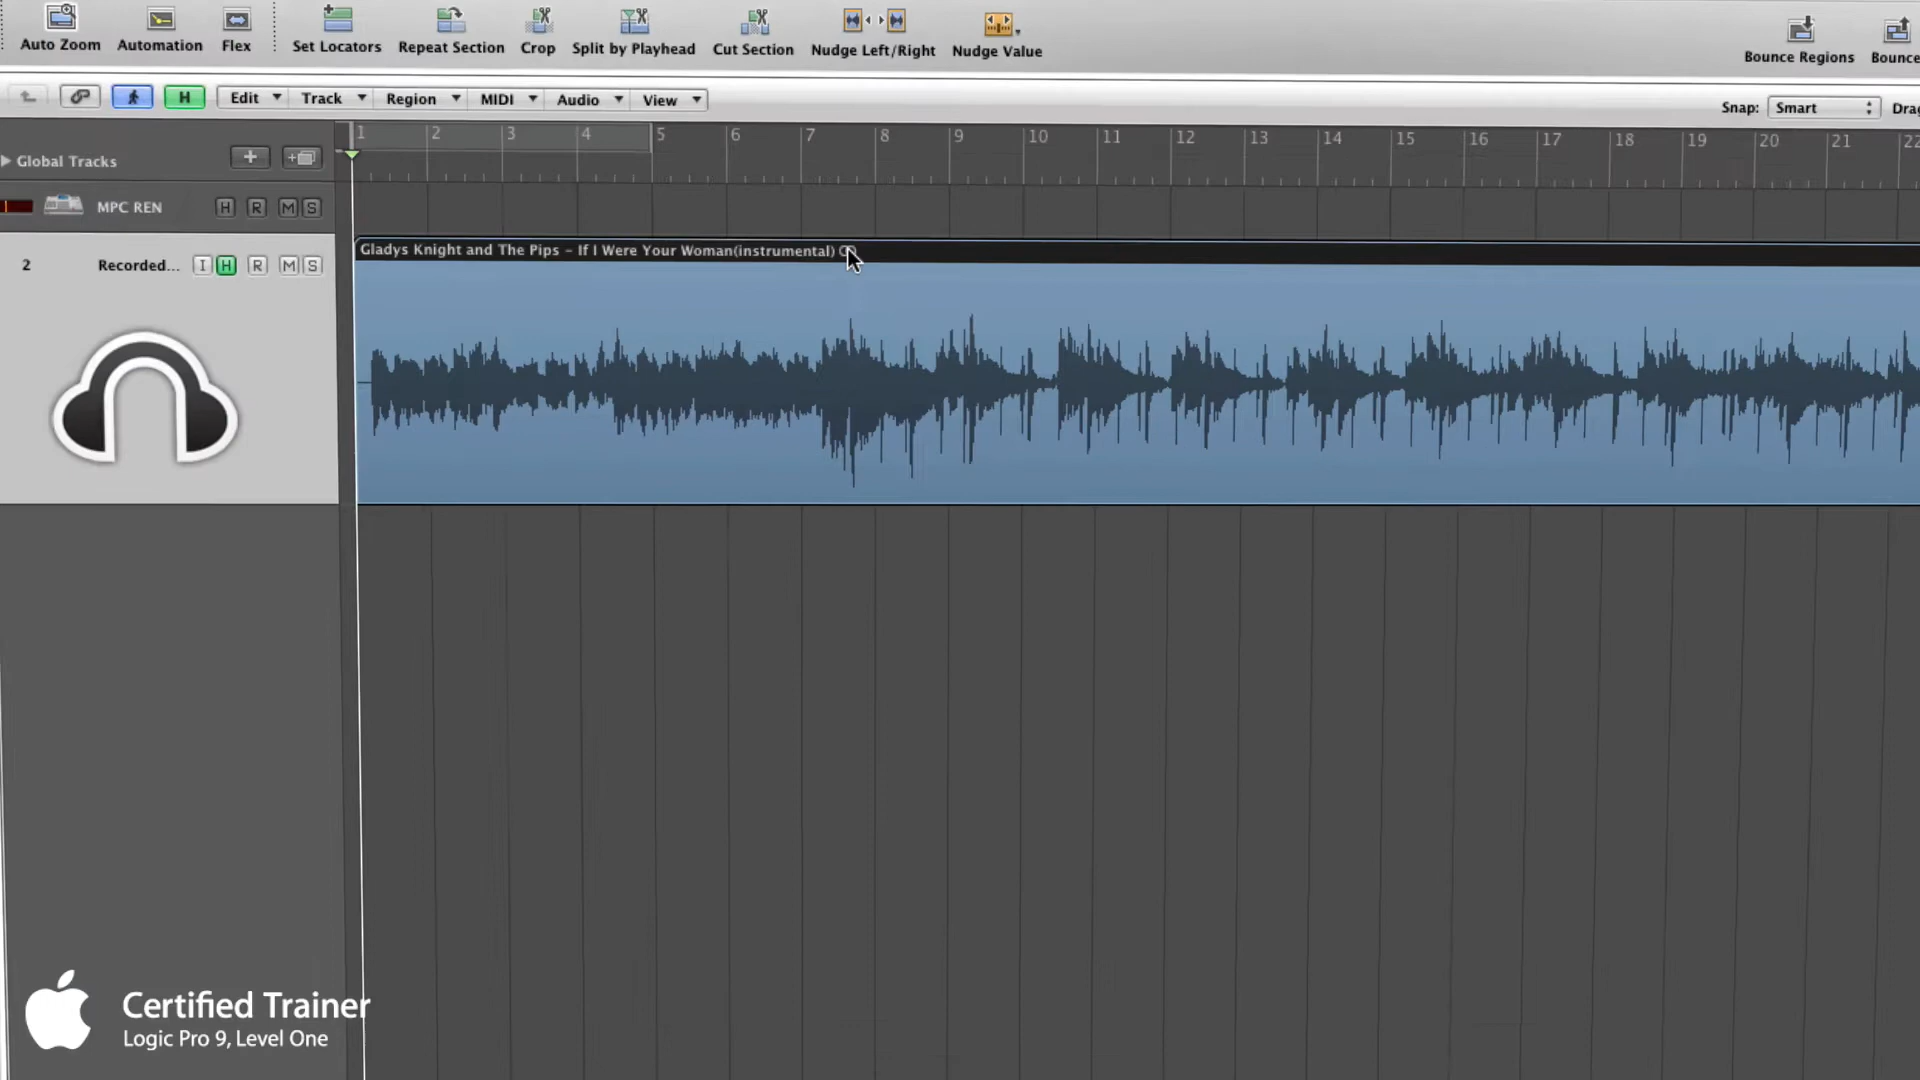 Auto Zoom Automation Flex Set Locators Repeat Section Crop Split by Playhead Cut Section Nudge Left/Right Nudge Value Bounce Regions Bounce
H Edit Track Region MIDI Audio View Snap: Smart Drag
1 2 3 4 5 6 7 8 9 10 11 12 13 14 15 16 17 18 19 20 21 22
Global Tracks
MPC REN H R M S
Gladys Knight and The Pips – If I Were Your Woman(instrumental)
2 Recorded... I H R M S
Certified Trainer
Logic Pro 9, Level One